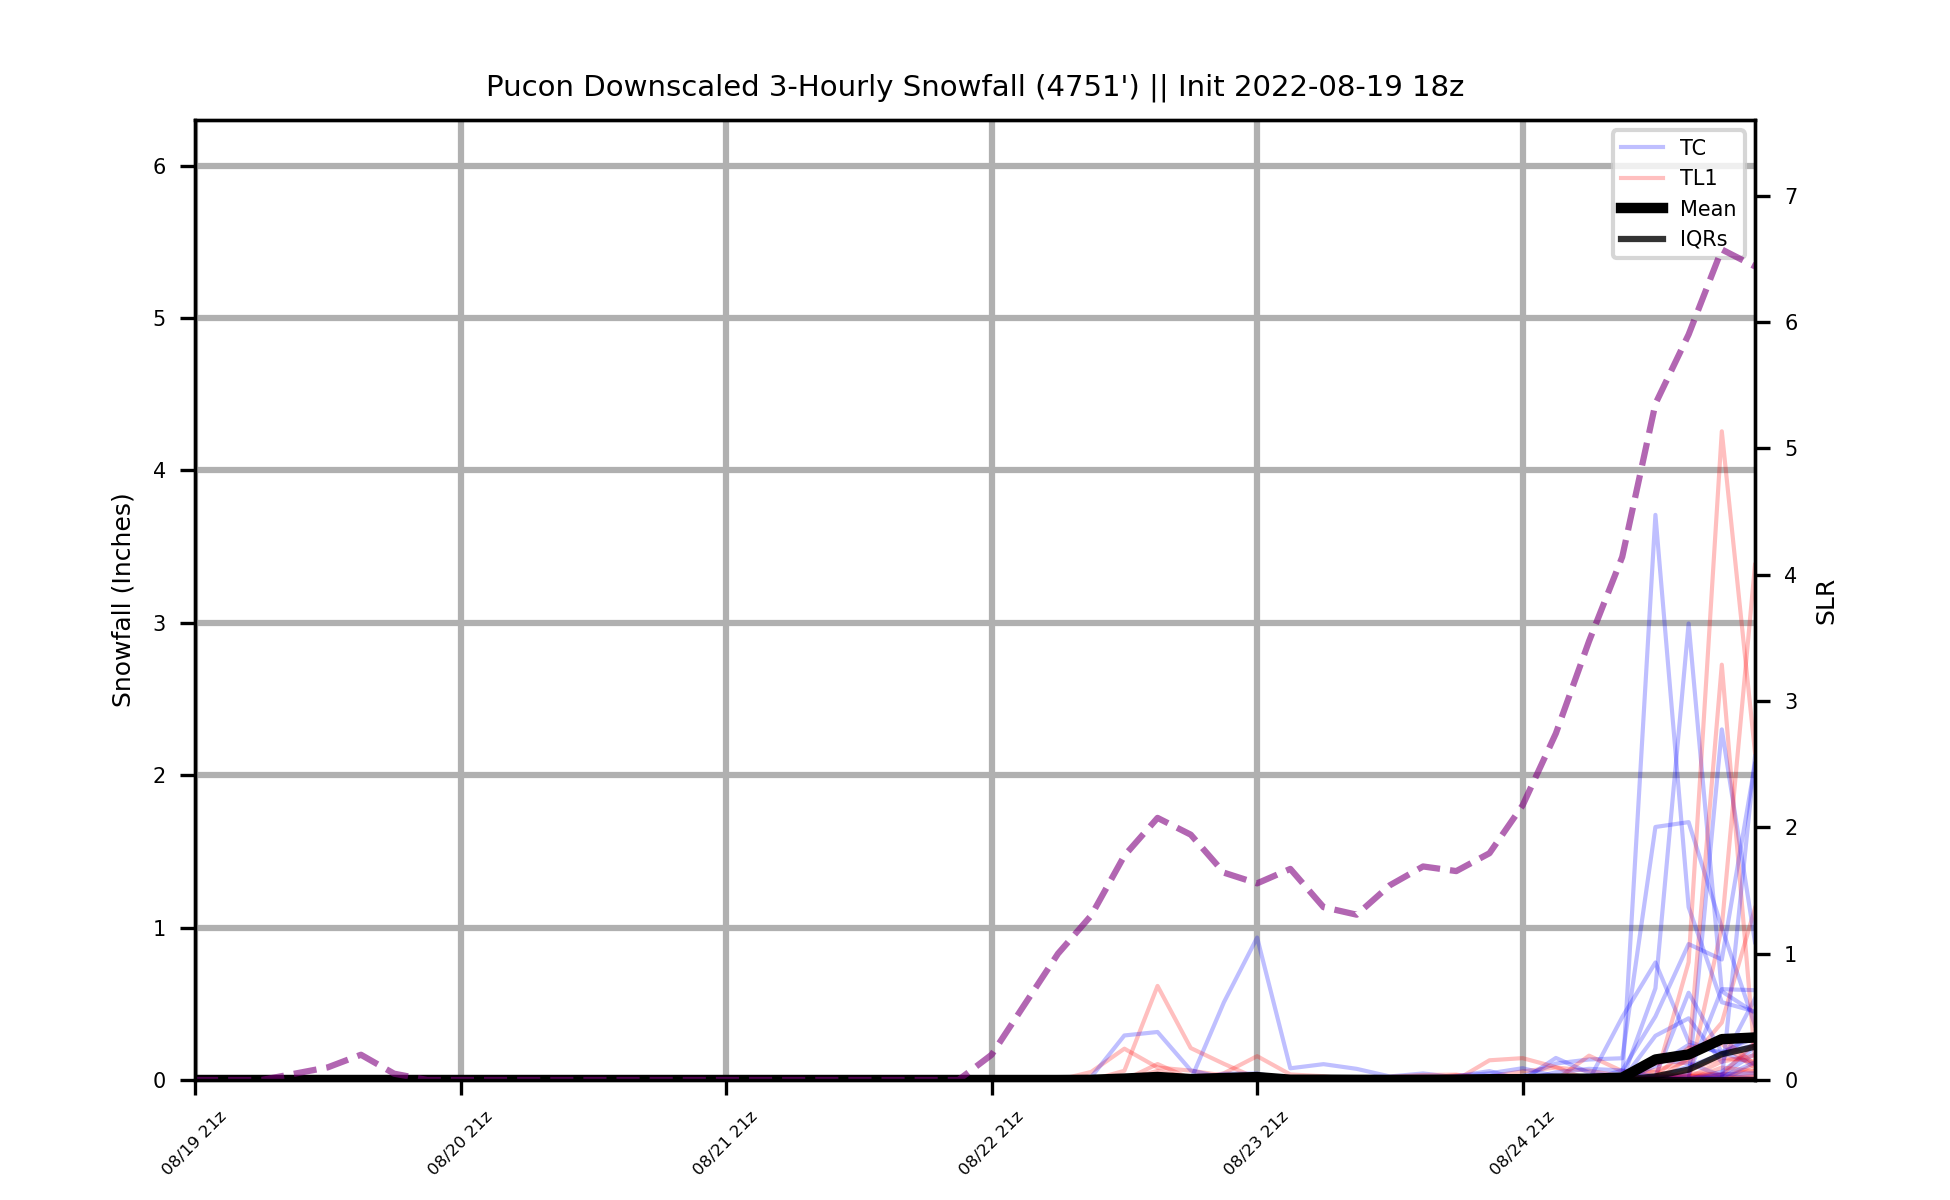 Pucon Downscaled 3-Hourly Snowfall (4751') || Init 2022-08-19 18z
TC
TL1
Mean
IQRs
Snowfall (Inches)
6
5
4
3
2
1
0
SLR
7
6
5
4
3
2
1
0
08/19 21z
08/20 21z
08/21 21z
08/22 21z
08/23 21z
08/24 21z